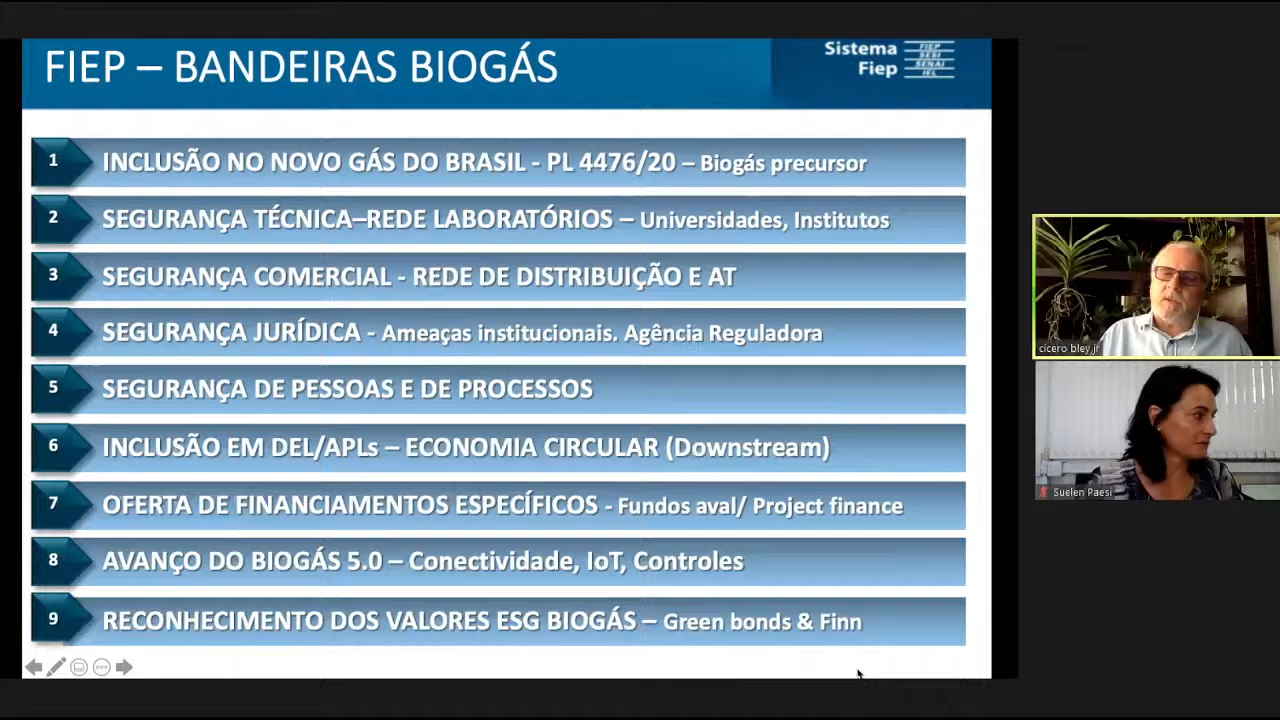 FIEP – BANDEIRAS BIOGÁS
Sistema
Fiep
FIEP
SESI
SENAI
IEL
1
INCLUSÃO NO NOVO GÁS DO BRASIL - PL 4476/20 – Biogás precursor
2
SEGURANÇA TÉCNICA–REDE LABORATÓRIOS – Universidades, Institutos
3
SEGURANÇA COMERCIAL - REDE DE DISTRIBUIÇÃO E AT
4
SEGURANÇA JURÍDICA - Ameaças institucionais. Agência Reguladora
5
SEGURANÇA DE PESSOAS E DE PROCESSOS
6
INCLUSÃO EM DEL/APLs – ECONOMIA CIRCULAR (Downstream)
7
OFERTA DE FINANCIAMENTOS ESPECÍFICOS - Fundos aval/ Project finance
8
AVANÇO DO BIOGÁS 5.0 – Conectividade, IoT, Controles
9
RECONHECIMENTO DOS VALORES ESG BIOGÁS – Green bonds & Finn
cicero bley jr
Suelen Paesi